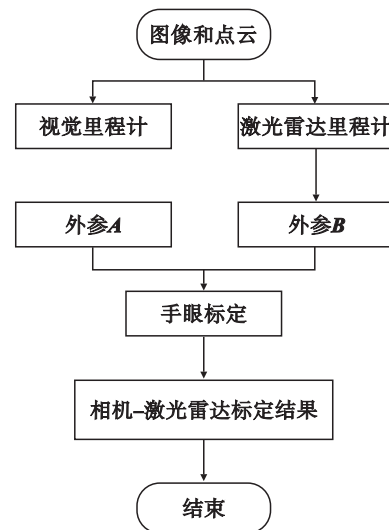 图像和点云
视觉里程计
激光雷达里程计
外参A
外参B
手眼标定
相机–激光雷达标定结果
结束